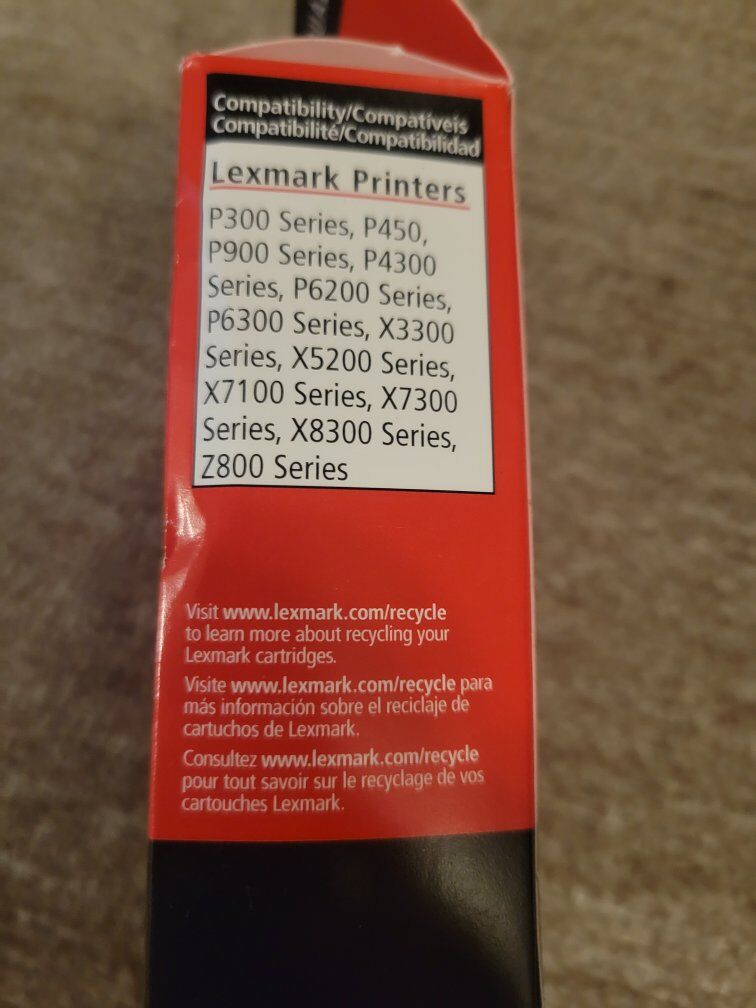 Compatibility/Compatíveis
Compatibilité/Compatibilidad
Lexmark Printers
P300 Series, P450,
P900 Series, P4300
Series, P6200 Series,
P6300 Series, X3300
Series, X5200 Series,
X7100 Series, X7300
Series, X8300 Series,
Z800 Series
Visit www.lexmark.com/recycle
to learn more about recycling your
Lexmark cartridges.
Visite www.lexmark.com/recycle para
más información sobre el reciclaje de
cartuchos de Lexmark.
Consultez www.lexmark.com/recycle
pour tout savoir sur le recyclage de vos
cartouches Lexmark.